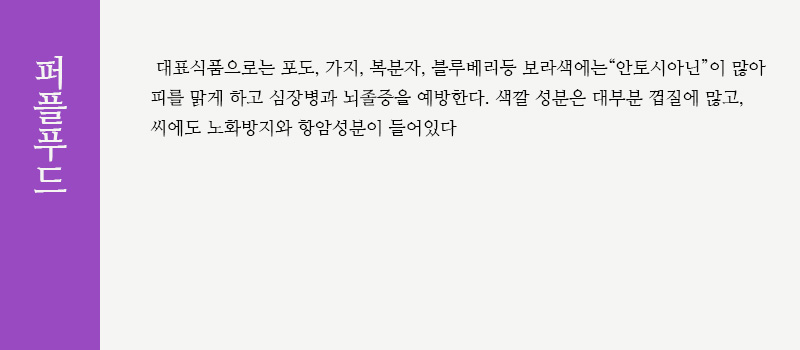 퍼플푸드
대표식품으로는 포도, 가지, 복분자, 블루베리등 보라색에는“안토시아닌”이 많아
피를 맑게 하고 심장병과 뇌졸중을 예방한다. 색깔 성분은 대부분 껍질에 많고,
씨에도 노화방지와 항암성분이 들어있다